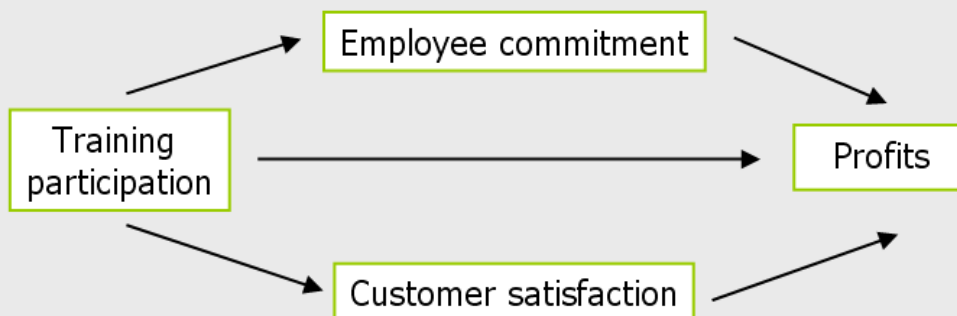 Employee commitment
Training
participation
Profits
Customer satisfaction